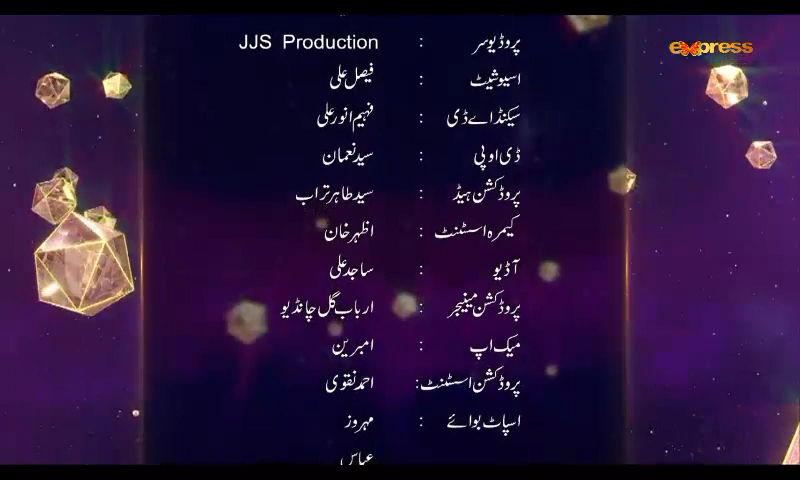 express
پروڈیوسر : JJS Production
اسیوشیٹ : فیصل علی
سیکنڈ اے ڈی : فہیم انور علی
ڈی او پی : سید نعمان
پروڈکشن ہیڈ : سید طاہر تراب
کیمرہ اسسٹنٹ : اظہر خان
آڈیو : ساجد علی
پروڈکشن مینیجر : ارباب گل چانڈیو
میک اپ : امبرین
پروڈکشن اسسٹنٹ: احمد نقوی
اسپاٹ بوائے : مہروز
عباس